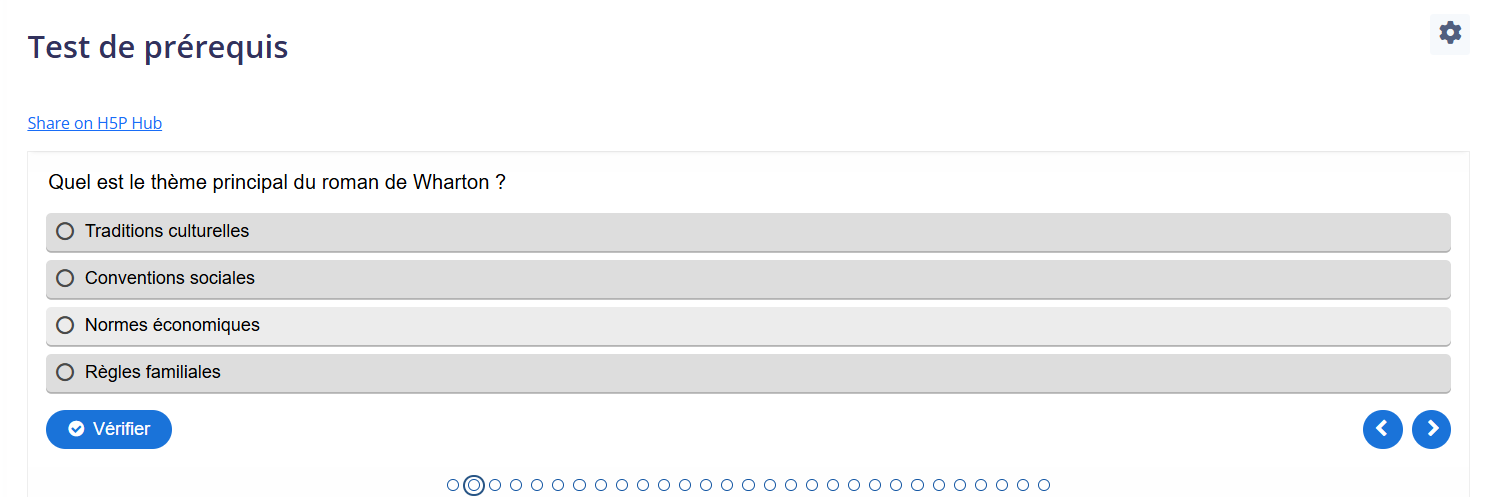 Test de prérequis
Share on H5P Hub
Quel est le thème principal du roman de Wharton ?
Traditions culturelles
Conventions sociales
Normes économiques
Règles familiales
Vérifier